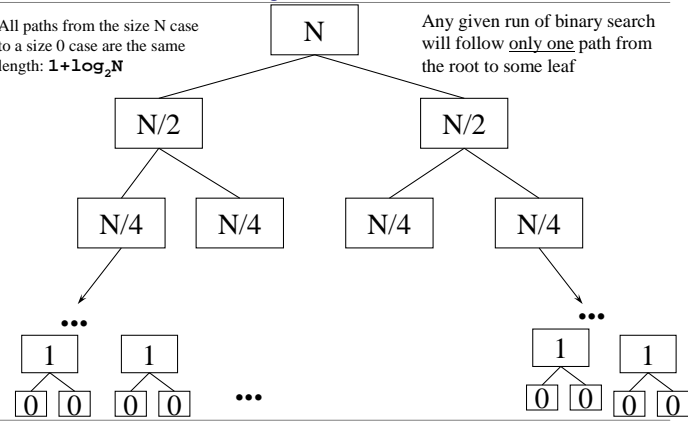 All paths from the size N case
to a size 0 case are the same
length: 1+log₂N
Any given run of binary search
will follow only one path from
the root to some leaf
N
N/2 N/2
N/4 N/4 N/4 N/4
... ...
1 1 1 1
0 0 0 0 ... 0 0 0 0